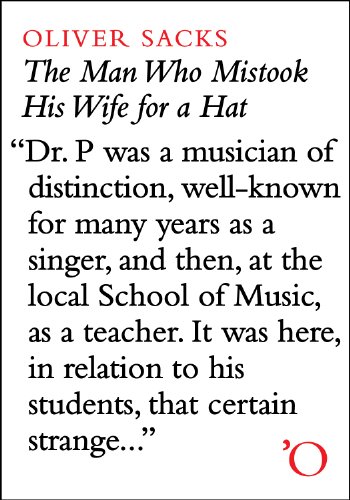 OLIVER SACKS
The Man Who Mistook
His Wife for a Hat
“Dr. P was a musician of
distinction, well-known
for many years as a
singer, and then, at the
local School of Music,
as a teacher. It was here,
in relation to his
students, that certain
strange...”
’O